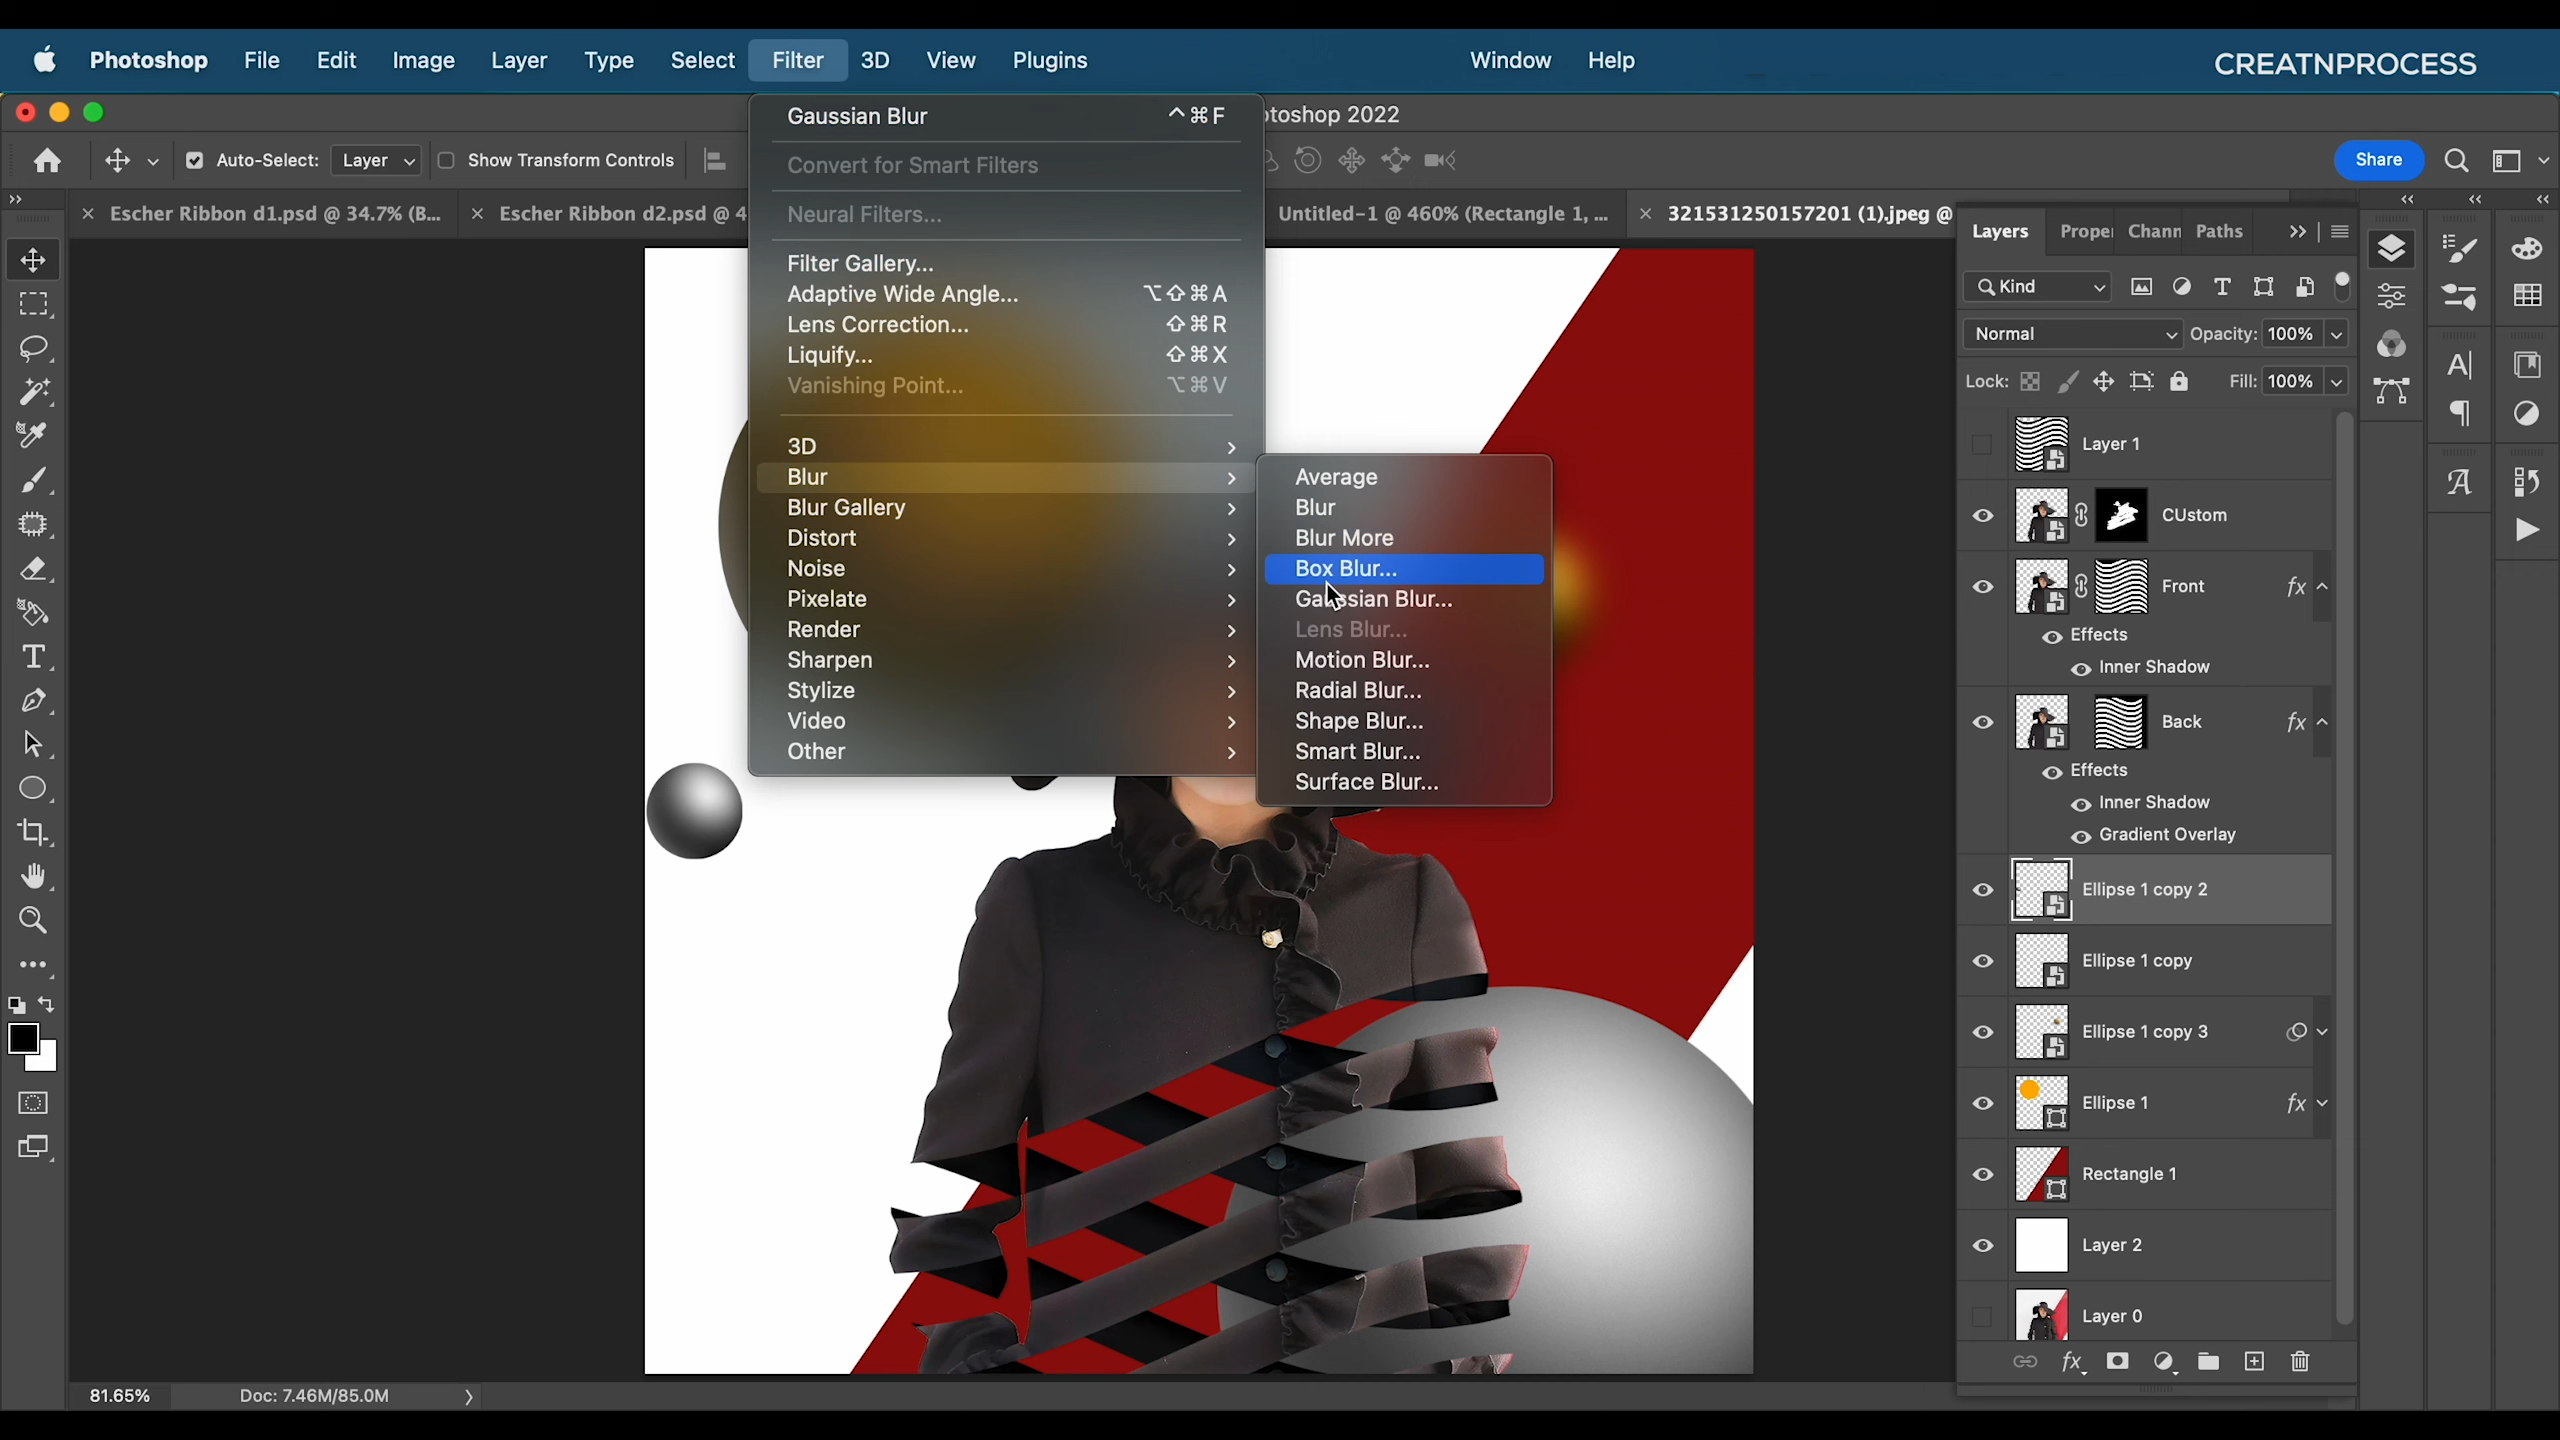 Photoshop File Edit Image Layer Type Select Filter 3D View Plugins Window Help CREATNPROCESS
toshop 2022
Auto-Select: Layer Show Transform Controls
Share
Escher Ribbon d1.psd @ 34.7% (B... Escher Ribbon d2.psd @ 4 Untitled-1 @ 460% (Rectangle 1, ... 321531250157201 (1).jpeg @
Gaussian Blur ^⌘F
Convert for Smart Filters
Neural Filters...
Filter Gallery...
Adaptive Wide Angle... ⌥⇧⌘A
Lens Correction... ⇧⌘R
Liquify... ⇧⌘X
Vanishing Point... ⌥⌘V
3D
Blur
Blur Gallery
Distort
Noise
Pixelate
Render
Sharpen
Stylize
Video
Other
Average
Blur
Blur More
Box Blur...
Gaussian Blur...
Lens Blur...
Motion Blur...
Radial Blur...
Shape Blur...
Smart Blur...
Surface Blur...
Layers Proper Chann Paths
Kind
Normal Opacity: 100%
Lock: Fill: 100%
Layer 1
CUstom
Front fx
Effects
Inner Shadow
Back fx
Effects
Inner Shadow
Gradient Overlay
Ellipse 1 copy 2
Ellipse 1 copy
Ellipse 1 copy 3
Ellipse 1 fx
Rectangle 1
Layer 2
Layer 0
fx
81.65% Doc: 7.46M/85.0M